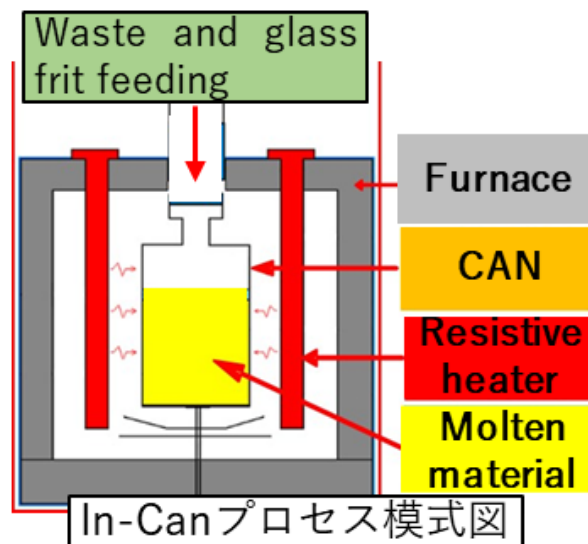 Waste and glass
frit feeding
Furnace
CAN
Resistive
heater
Molten
material
In-Canプロセス模式図